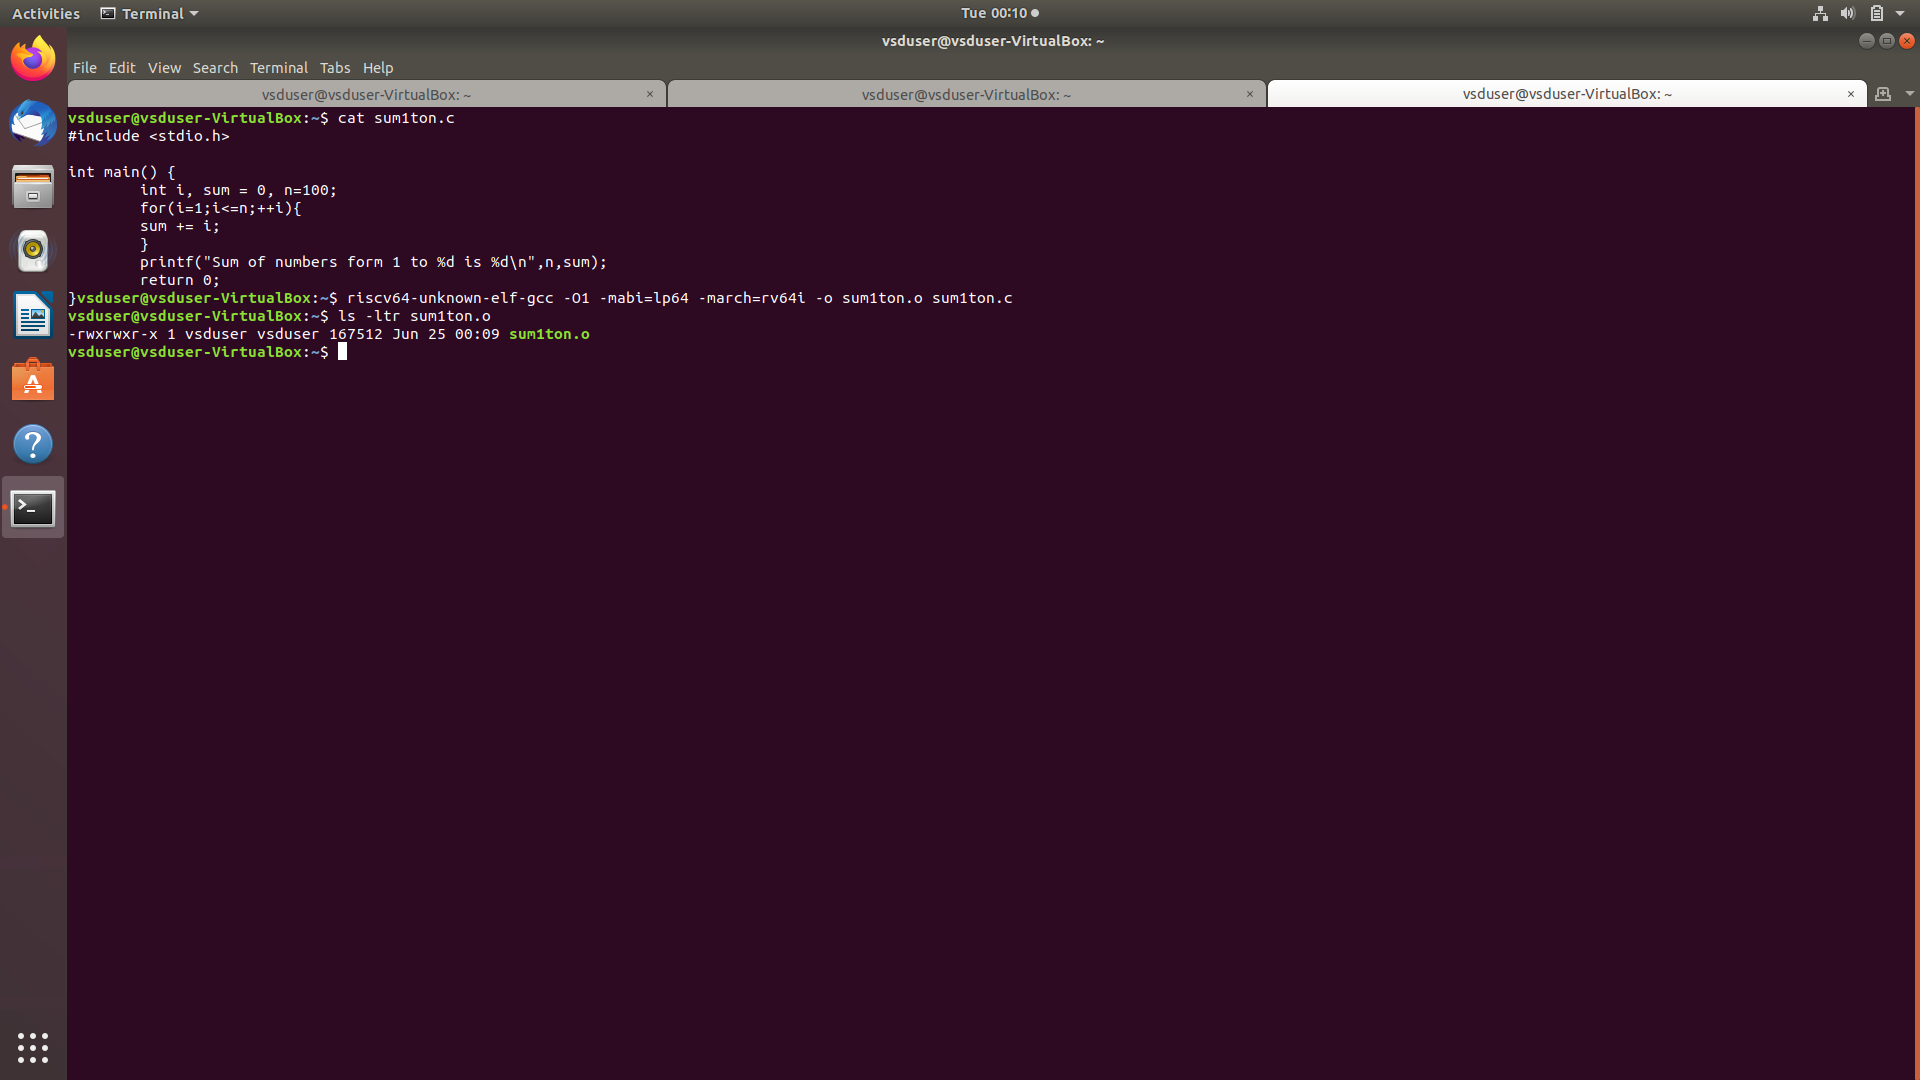 Activities Terminal Tue 00:10
vsduser@vsduser-VirtualBox: ~
File Edit View Search Terminal Tabs Help
vsduser@vsduser-VirtualBox: ~ × vsduser@vsduser-VirtualBox: ~ × vsduser@vsduser-VirtualBox: ~ ×
vsduser@vsduser-VirtualBox:~$ cat sum1ton.c
#include <stdio.h>
int main() {
        int i, sum = 0, n=100;
        for(i=1;i<=n;++i){
        sum += i;
        }
        printf("Sum of numbers form 1 to %d is %d\n",n,sum);
        return 0;
}vsduser@vsduser-VirtualBox:~$ riscv64-unknown-elf-gcc -O1 -mabi=lp64 -march=rv64i -o sum1ton.o sum1ton.c
vsduser@vsduser-VirtualBox:~$ ls -ltr sum1ton.o
-rwxrwxr-x 1 vsduser vsduser 167512 Jun 25 00:09 sum1ton.o
vsduser@vsduser-VirtualBox:~$